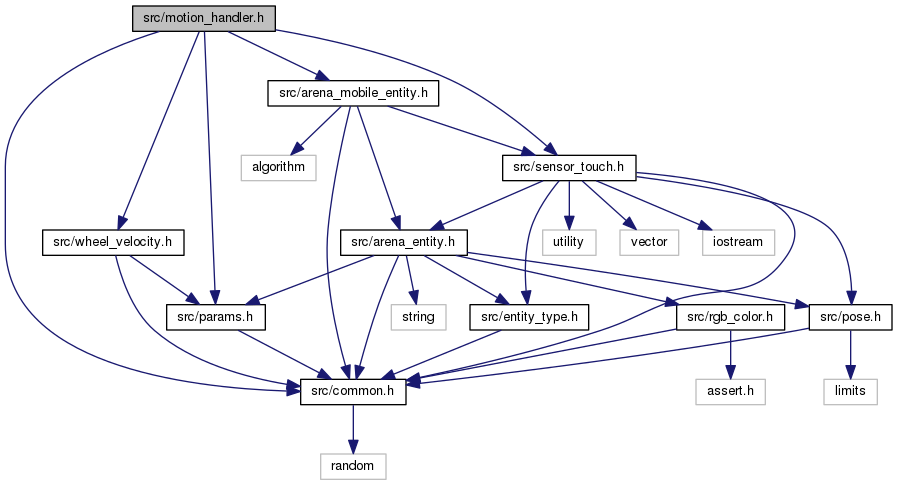 src/motion_handler.h
src/arena_mobile_entity.h
algorithm
src/sensor_touch.h
src/wheel_velocity.h
src/arena_entity.h
utility
vector
iostream
src/params.h
string
src/entity_type.h
src/rgb_color.h
src/pose.h
src/common.h
assert.h
limits
random